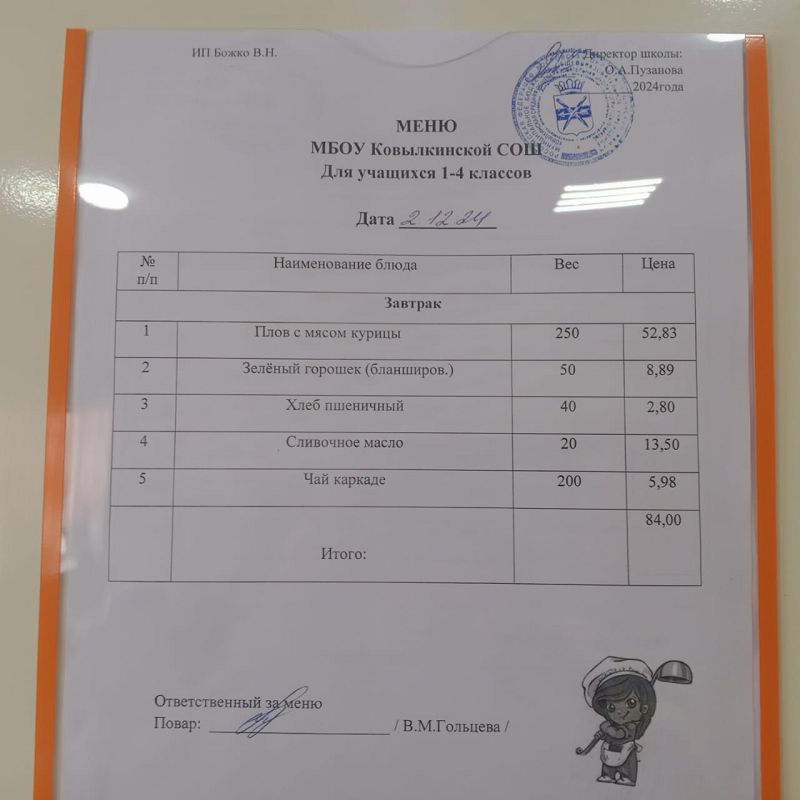 ИП Божко В.Н.
Директор школы:
О.А.Пузанова
2024года
МЕНЮ
МБОУ Ковылкинской СОШ
Для учащихся 1-4 классов
Дата 2.12.24
№ п/п Наименование блюда Вес Цена
Завтрак
1 Плов с мясом курицы 250 52,83
2 Зелёный горошек (бланширов.) 50 8,89
3 Хлеб пшеничный 40 2,80
4 Сливочное масло 20 13,50
5 Чай каркаде 200 5,98
84,00
Итого:
Ответственный за меню
Повар: / В.М.Гольцева /